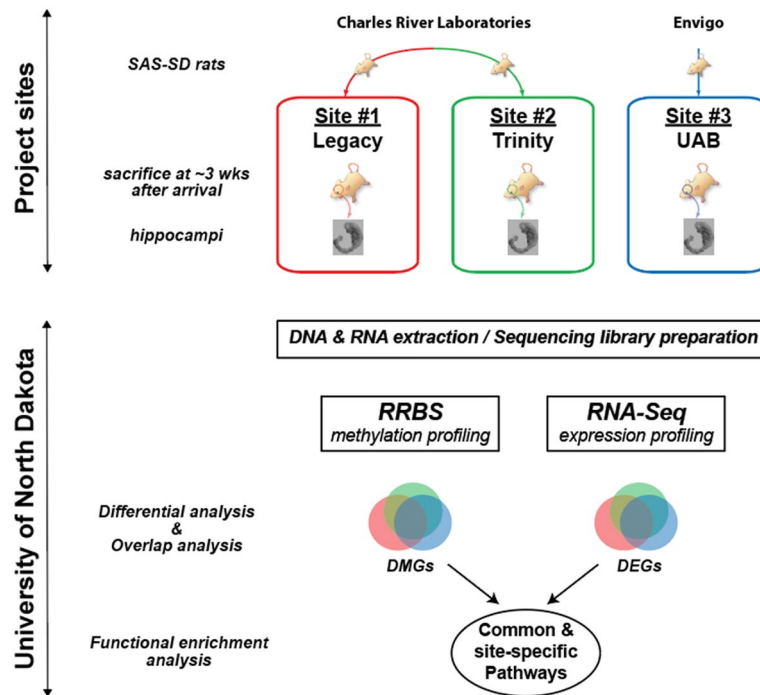 Charles River Laboratories
Envigo
SAS-SD rats
Site #1
Legacy
Site #2
Trinity
Site #3
UAB
Project sites
sacrifice at ~3 wks
after arrival
hippocampi
DNA & RNA extraction / Sequencing library preparation
RRBS
methylation profiling
RNA-Seq
expression profiling
University of North Dakota
Differential analysis
&
Overlap analysis
DMGs
DEGs
Functional enrichment
analysis
Common &
site-specific
Pathways